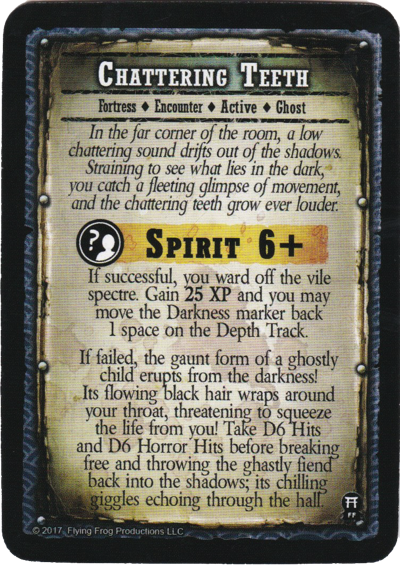 Chattering Teeth
Fortress ♦ Encounter ♦ Active ♦ Ghost
In the far corner of the room, a low
chattering sound drifts out of the shadows.
Straining to see what lies in the dark,
you catch a fleeting glimpse of movement,
and the chattering teeth grow ever louder.
?
Spirit 6+
If successful, you ward off the vile
spectre. Gain 25 XP and you may
move the Darkness marker back
1 space on the Depth Track.
If failed, the gaunt form of a ghostly
child erupts from the darkness!
Its flowing black hair wraps around
your throat, threatening to squeeze
the life from you! Take D6 Hits
and D6 Horror Hits before breaking
free and throwing the ghastly fiend
back into the shadows; its chilling
giggles echoing through the hall.
FF
© 2017 Flying Frog Productions LLC